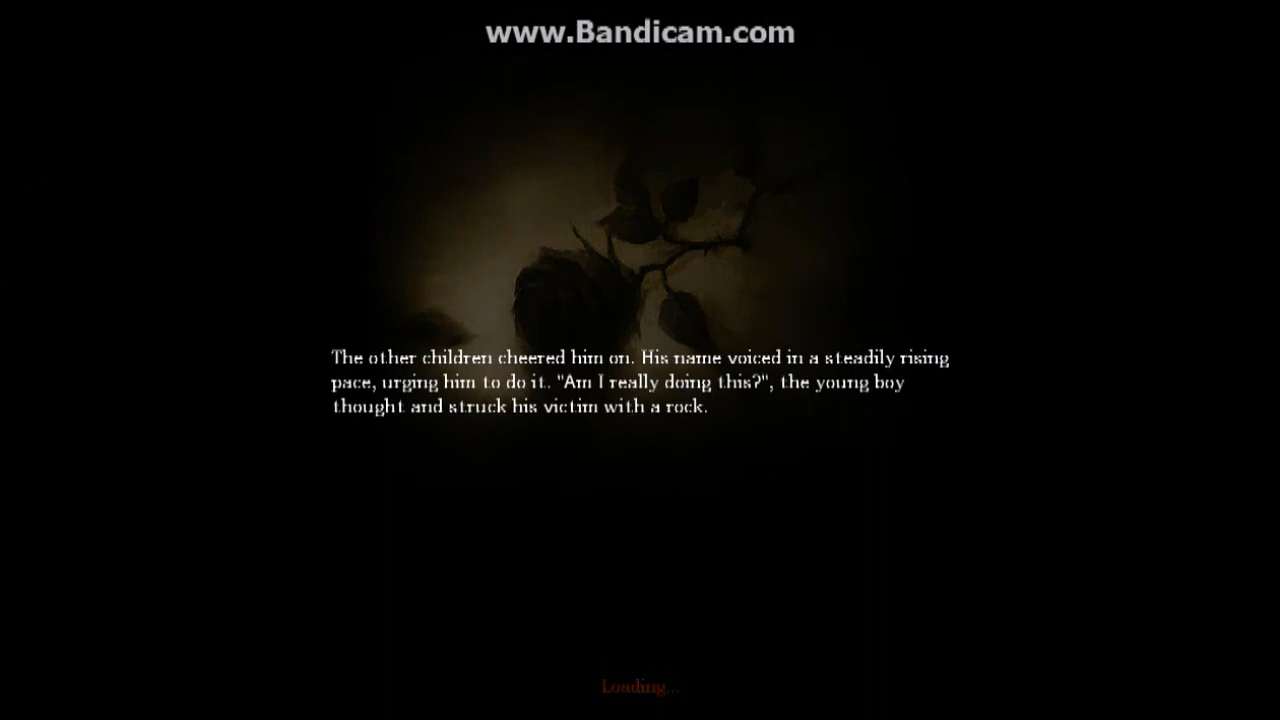 www.Bandicam.com
The other children cheered him on. His name voiced in a steadily rising
pace, urging him to do it. "Am I really doing this?", the young boy
thought and struck his victim with a rock.
Loading...